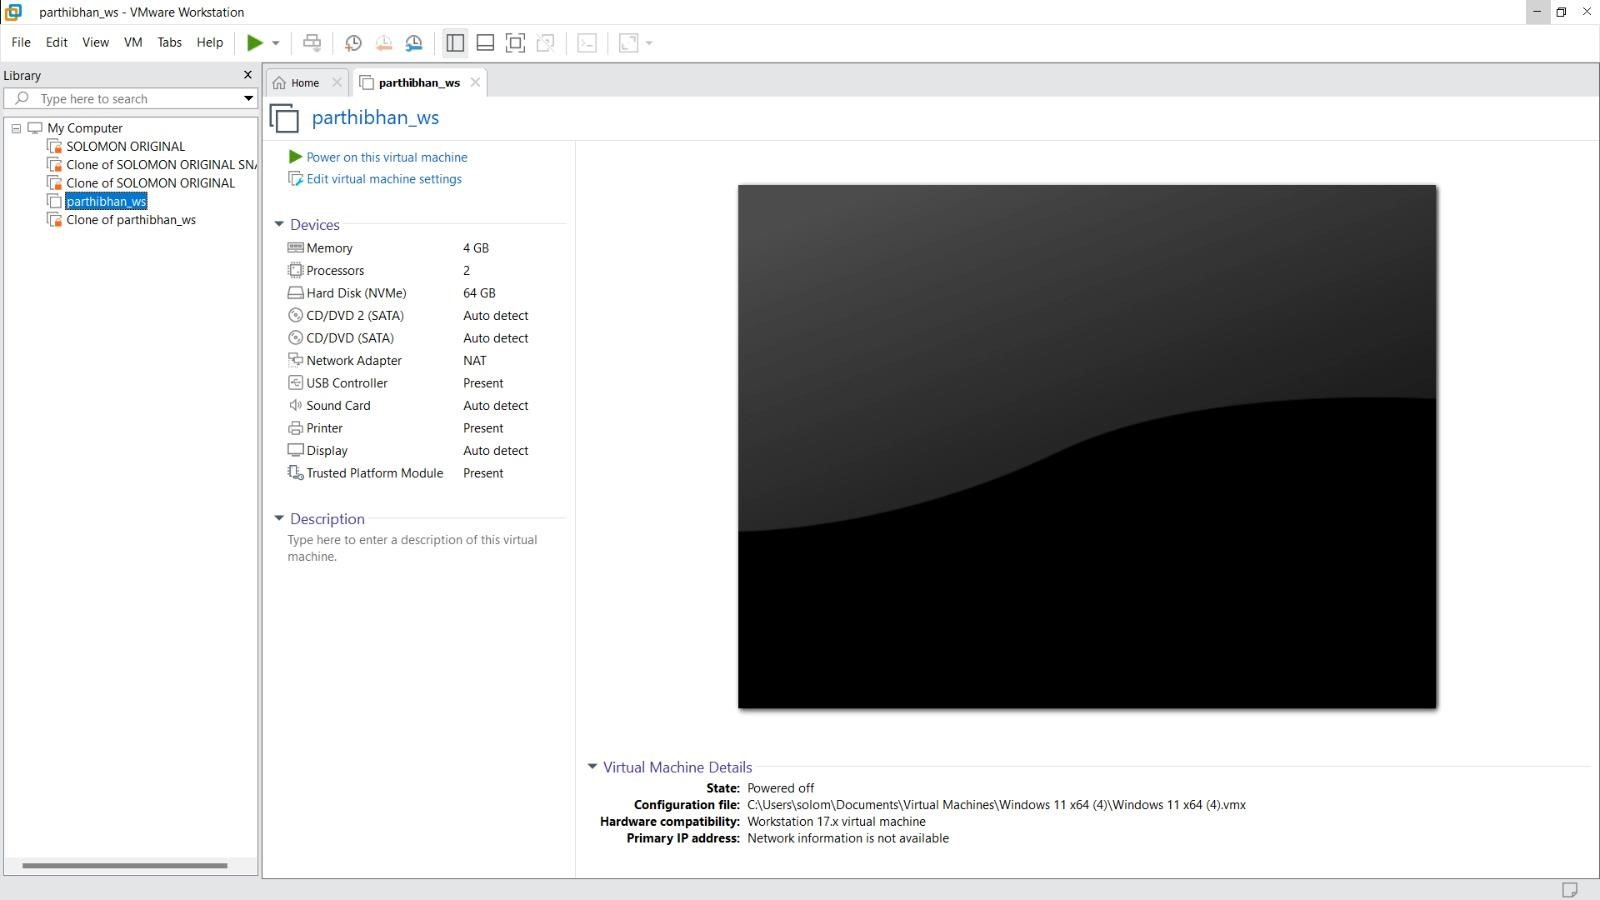 parthibhan_ws - VMware Workstation
File Edit View VM Tabs Help
Library
Type here to search
My Computer
SOLOMON ORIGINAL
Clone of SOLOMON ORIGINAL SNA
Clone of SOLOMON ORIGINAL
parthibhan_ws
Clone of parthibhan_ws
Home parthibhan_ws
parthibhan_ws
Power on this virtual machine
Edit virtual machine settings
Devices
Memory 4 GB
Processors 2
Hard Disk (NVMe) 64 GB
CD/DVD 2 (SATA) Auto detect
CD/DVD (SATA) Auto detect
Network Adapter NAT
USB Controller Present
Sound Card Auto detect
Printer Present
Display Auto detect
Trusted Platform Module Present
Description
Type here to enter a description of this virtual
machine.
Virtual Machine Details
State: Powered off
Configuration file: C:\Users\solom\Documents\Virtual Machines\Windows 11 x64 (4)\Windows 11 x64 (4).vmx
Hardware compatibility: Workstation 17.x virtual machine
Primary IP address: Network information is not available